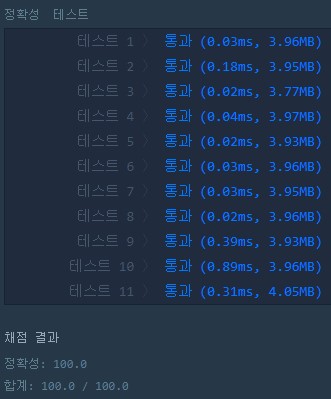 정확성 테스트
테스트 1 〉 통과 (0.03ms, 3.96MB)
테스트 2 〉 통과 (0.18ms, 3.95MB)
테스트 3 〉 통과 (0.02ms, 3.77MB)
테스트 4 〉 통과 (0.04ms, 3.97MB)
테스트 5 〉 통과 (0.02ms, 3.93MB)
테스트 6 〉 통과 (0.03ms, 3.96MB)
테스트 7 〉 통과 (0.03ms, 3.95MB)
테스트 8 〉 통과 (0.02ms, 3.96MB)
테스트 9 〉 통과 (0.39ms, 3.93MB)
테스트 10 〉 통과 (0.89ms, 3.96MB)
테스트 11 〉 통과 (0.31ms, 4.05MB)
채점 결과
정확성: 100.0
합계: 100.0 / 100.0